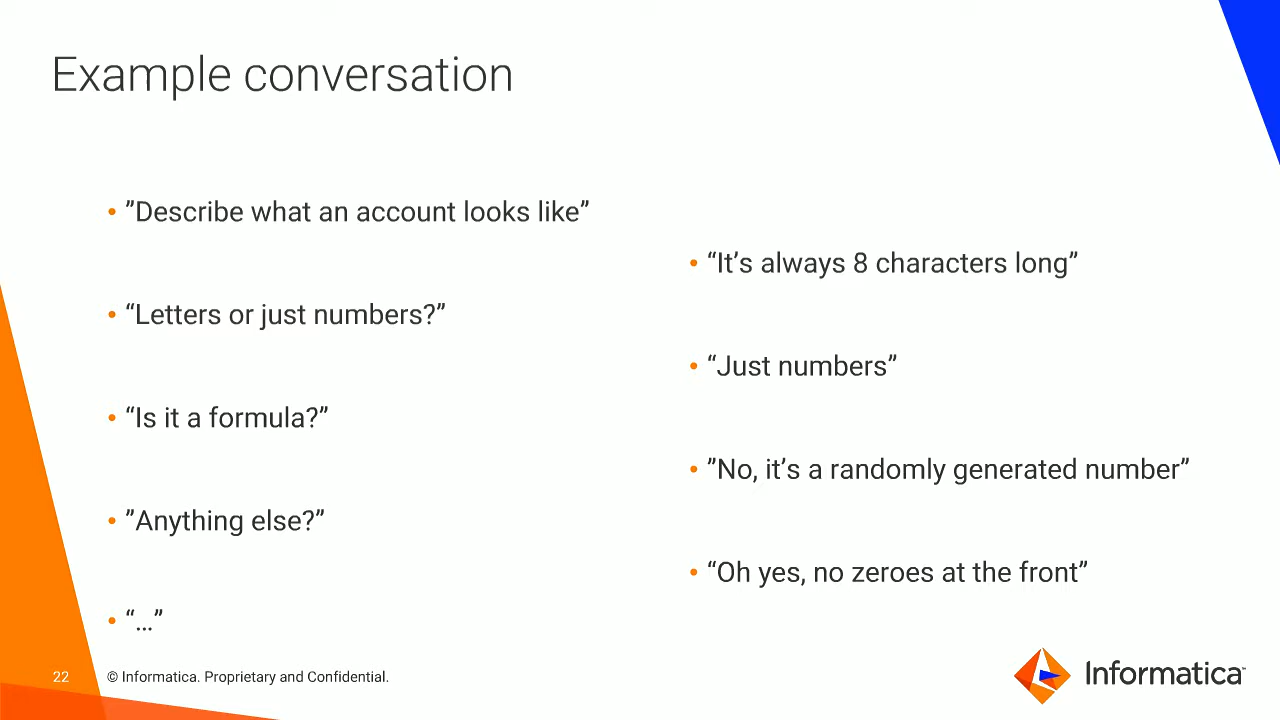 Example conversation
• ”Describe what an account looks like”
• “It’s always 8 characters long”
• “Letters or just numbers?”
• “Just numbers”
• “Is it a formula?”
• ”No, it’s a randomly generated number”
• ”Anything else?”
• “Oh yes, no zeroes at the front”
• “…”
22 © Informatica. Proprietary and Confidential.
Informatica™